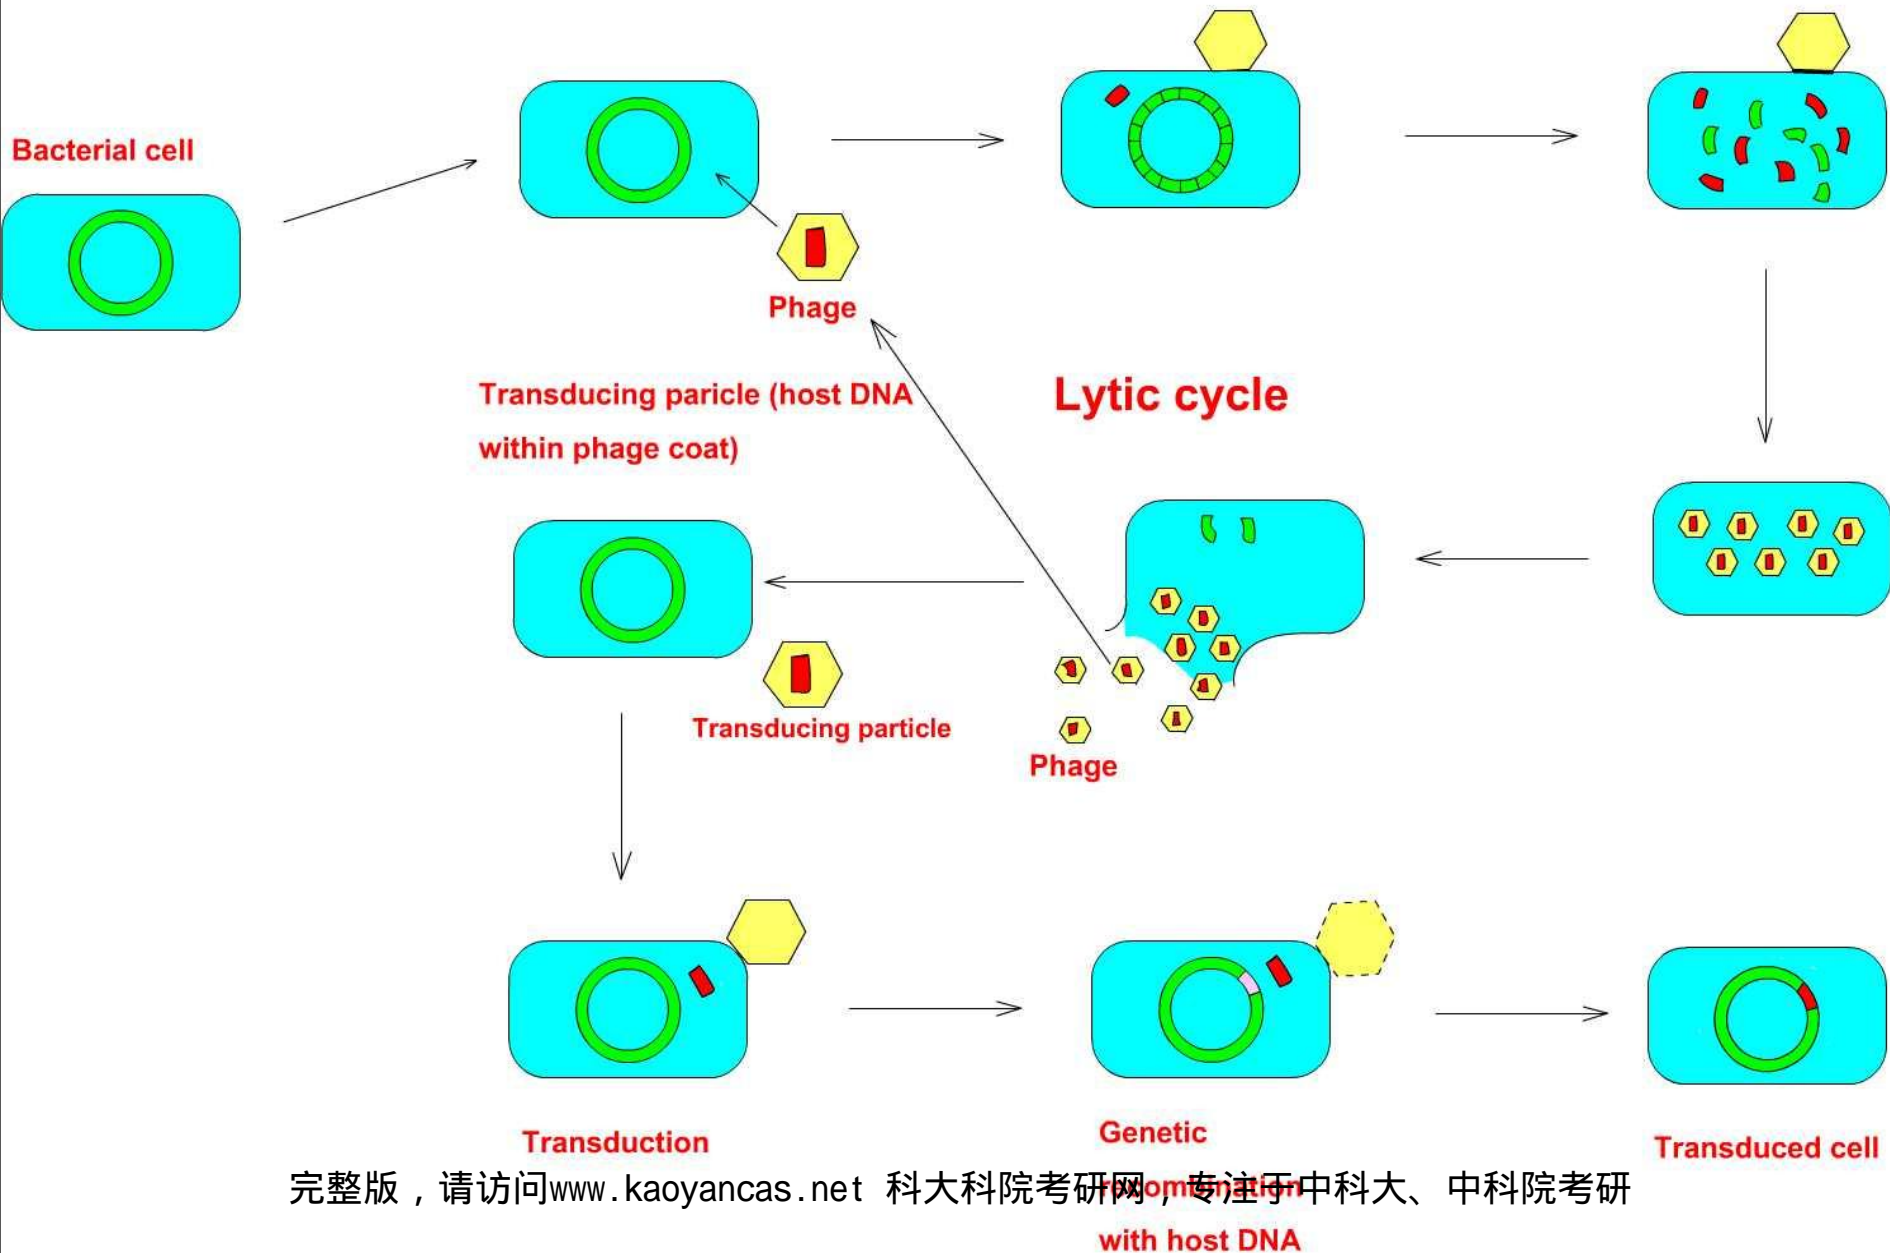 Bacterial cell
Phage
Transducing paricle (host DNA
within phage coat)
Lytic cycle
Transducing particle
Phage
Transduction
Genetic
recombination
with host DNA
Transduced cell
完整版，请访问www.kaoyancas.net 科大科院考研网，专注于中科大、中科院考研